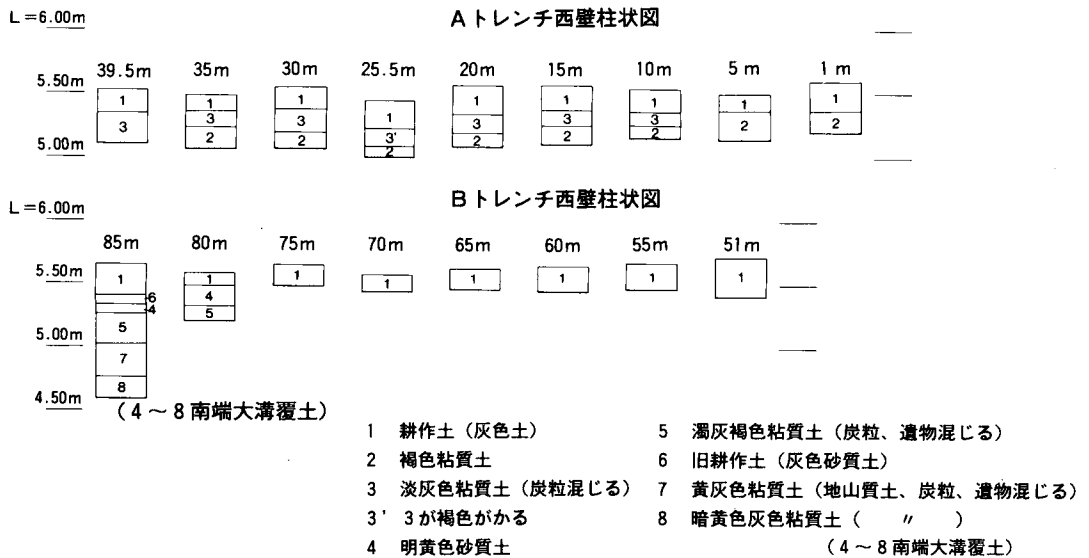 Aトレンチ西壁柱状図
L=6.00m
39.5m 35m 30m 25.5m 20m 15m 10m 5m 1m
5.50m
1 1 1 1 1 1 1 1 1
3 3 3 3' 3 3 3 2 2
2 2 2 2 2 2
5.00m
Bトレンチ西壁柱状図
L=6.00m
85m 80m 75m 70m 65m 60m 55m 51m
5.50m
1 1 1 1 1 1 1 1
6
4 4
5 5
5.00m
7
8
4.50m
(4～8南端大溝覆土)
1 耕作土(灰色土)
2 褐色粘質土
3 淡灰色粘質土(炭粒混じる)
3' 3が褐色がかる
4 明黄色砂質土
5 濁灰褐色粘質土(炭粒、遺物混じる)
6 旧耕作土(灰色砂質土)
7 黄灰色粘質土(地山質土、炭粒、遺物混じる)
8 暗黄色灰色粘質土( 〃 )
(4～8南端大溝覆土)